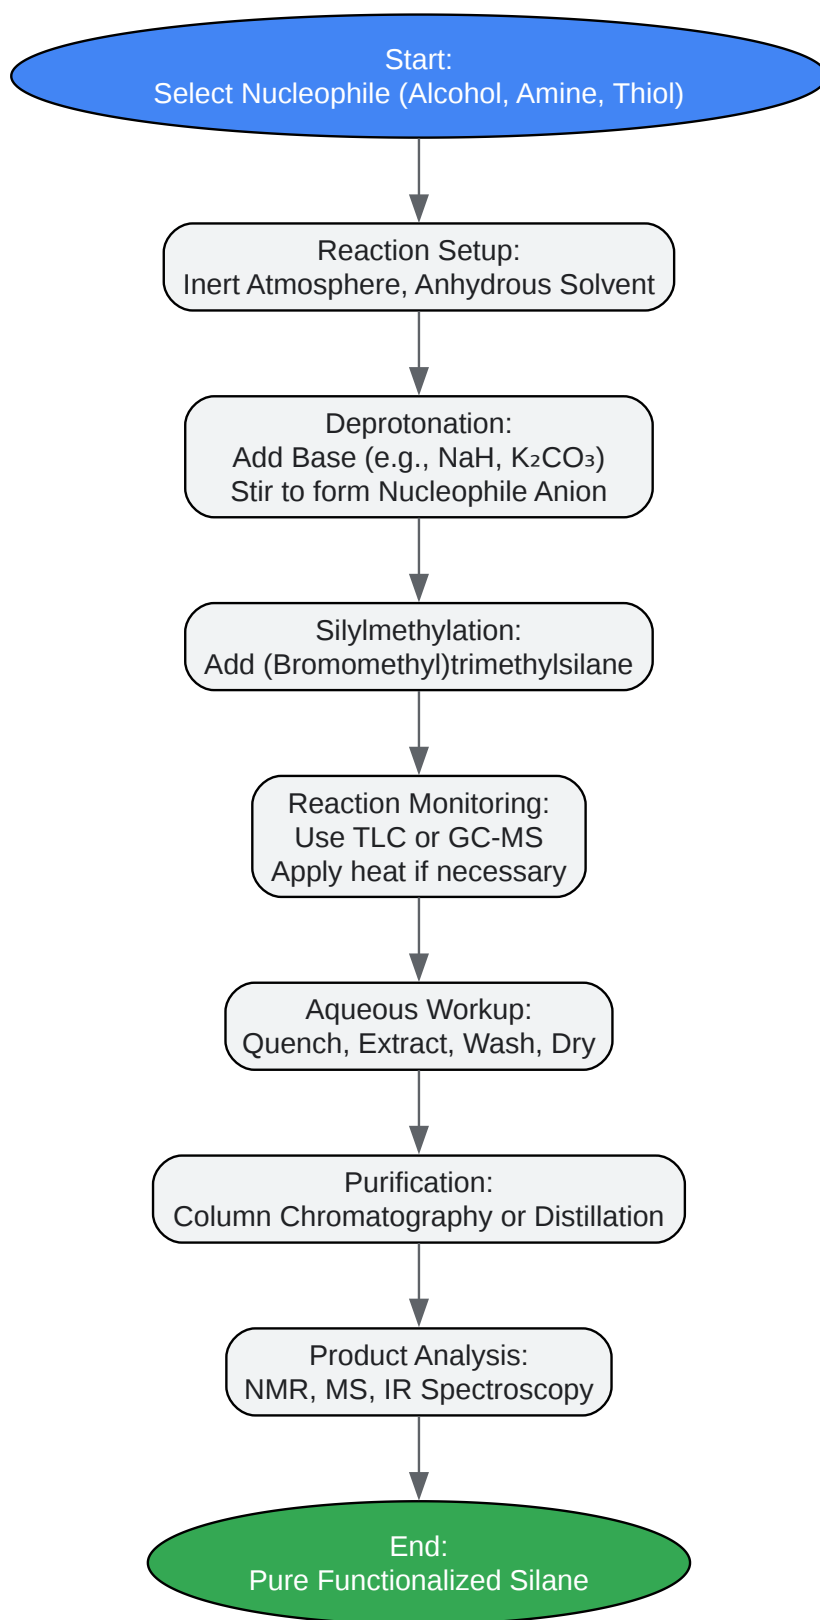 Start:
Select Nucleophile (Alcohol, Amine, Thiol)
Reaction Setup:
Inert Atmosphere, Anhydrous Solvent
Deprotonation:
Add Base (e.g., NaH, K₂CO₃)
Stir to form Nucleophile Anion
Silylmethylation:
Add (Bromomethyl)trimethylsilane
Reaction Monitoring:
Use TLC or GC-MS
Apply heat if necessary
Aqueous Workup:
Quench, Extract, Wash, Dry
Purification:
Column Chromatography or Distillation
Product Analysis:
NMR, MS, IR Spectroscopy
End:
Pure Functionalized Silane